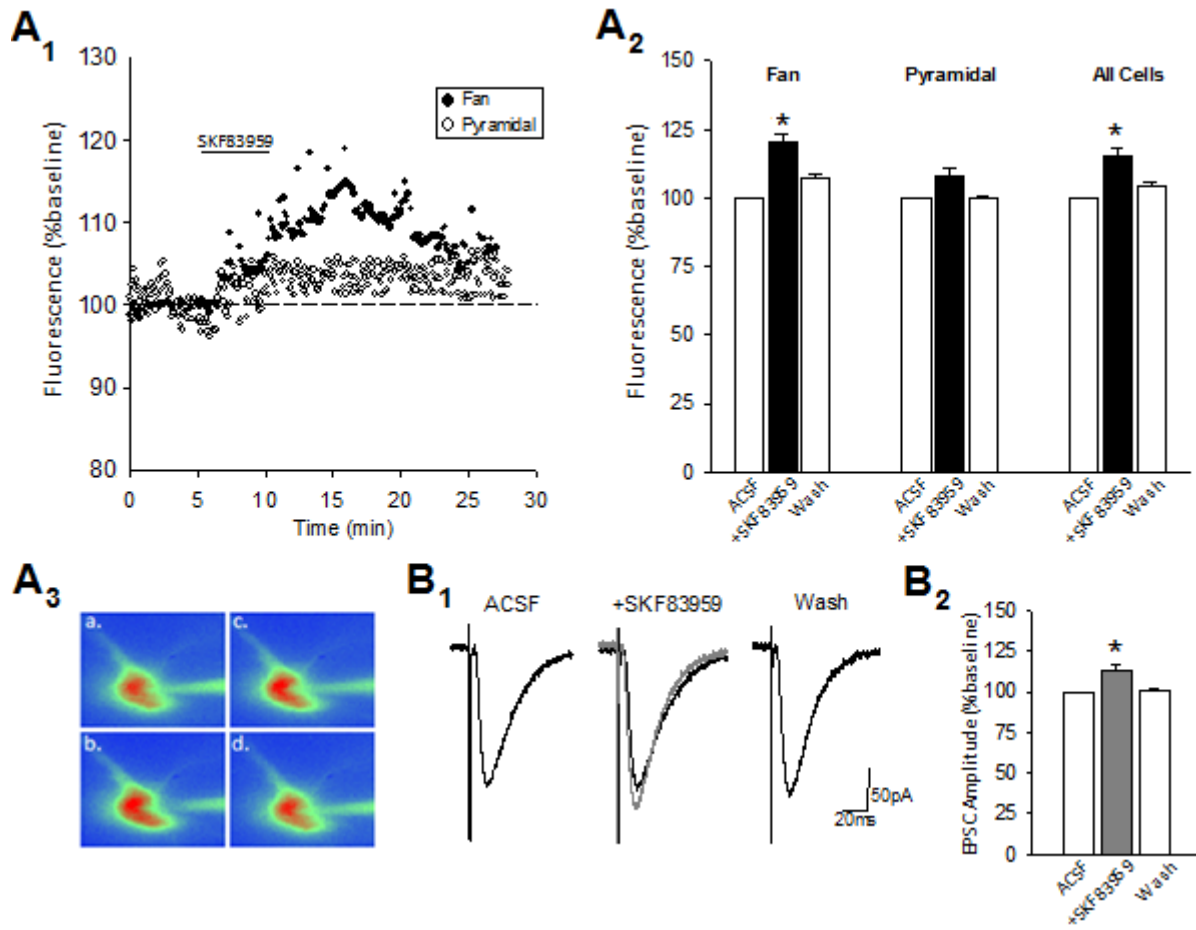 A1
130
120
110
100
90
80
Fluorescence (%baseline)
SKF83959
Fan
Pyramidal
0 5 10 15 20 25 30
Time (min)
A2
150
125
100
75
50
25
0
Fluorescence (%baseline)
Fan Pyramidal All Cells
* *
ACSF +SKF83959 Wash ACSF +SKF83959 Wash ACSF +SKF83959 Wash
A3
a. c.
b. d.
B1
ACSF +SKF83959 Wash
50pA
20ms
B2
150
125
100
75
50
25
0
EPSC Amplitude (%baseline)
*
ACSF +SKF83959 Wash